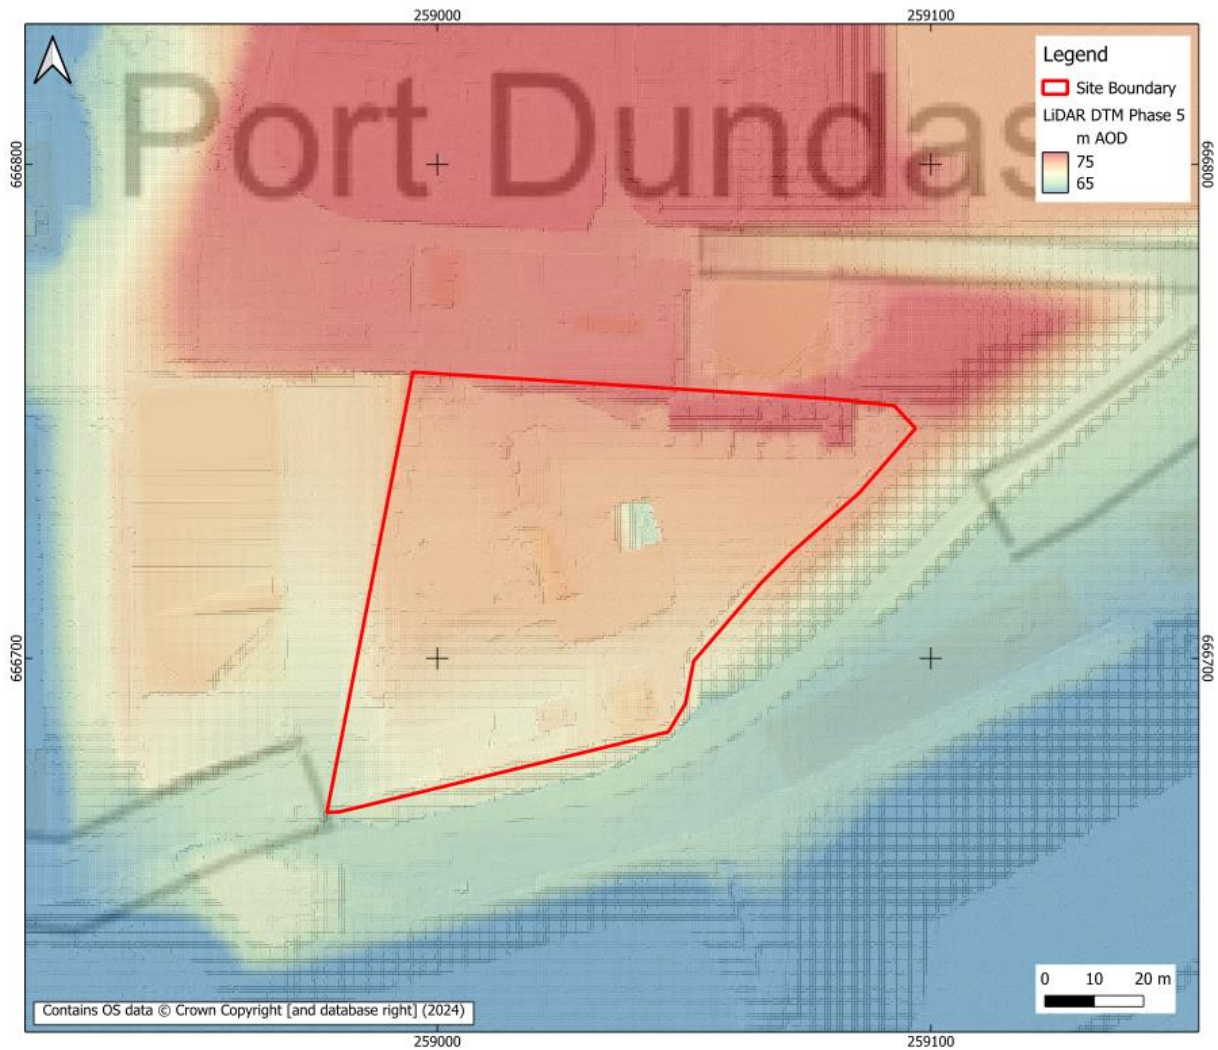 259000
259100
Legend
Site Boundary
LiDAR DTM Phase 5
m AOD
75
65
Port Dundas
666800
666800
666700
666700
0 10 20 m
Contains OS data © Crown Copyright [and database right] (2024)
259000
259100